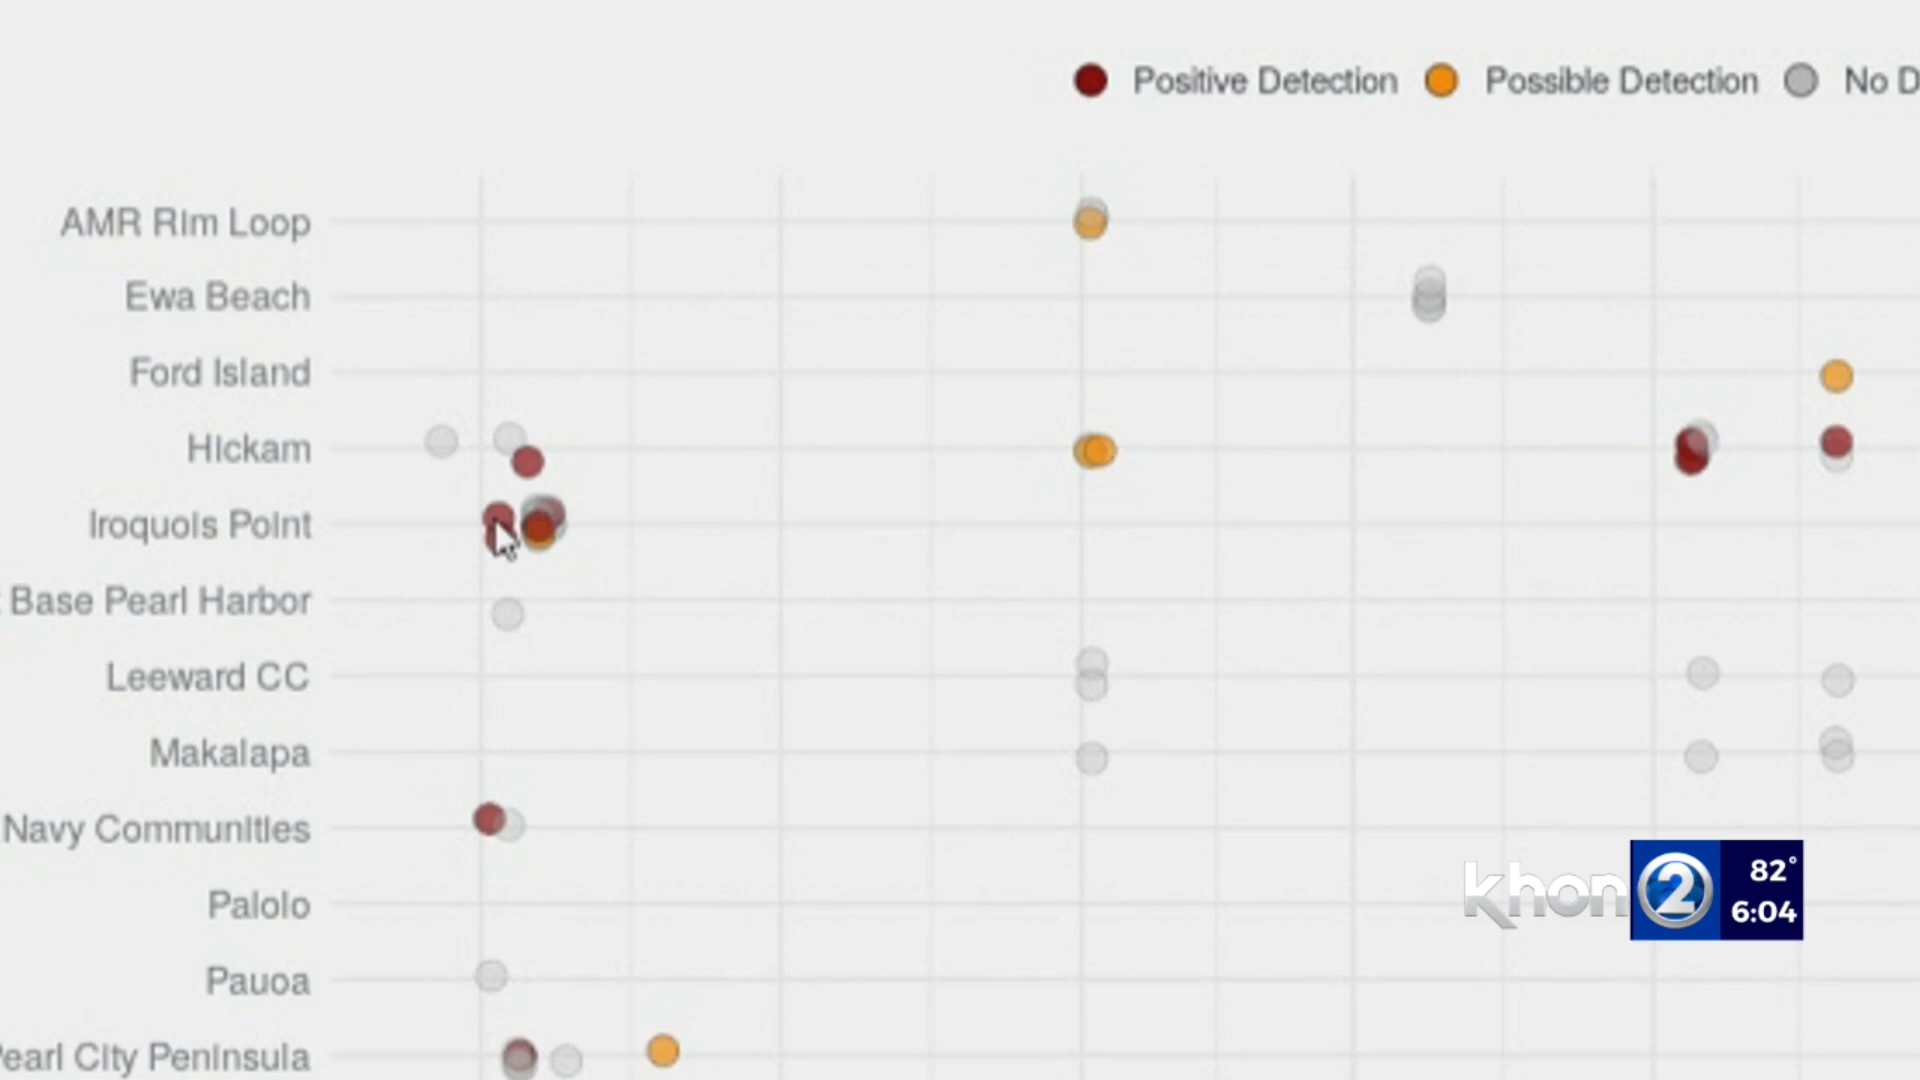 Positive Detection Possible Detection No D
AMR Rim Loop
Ewa Beach
Ford Island
Hickam
Iroquois Point
Base Pearl Harbor
Leeward CC
Makalapa
Navy Communities
Palolo
Pauoa
earl City Peninsula
khon 2
82°
6:04